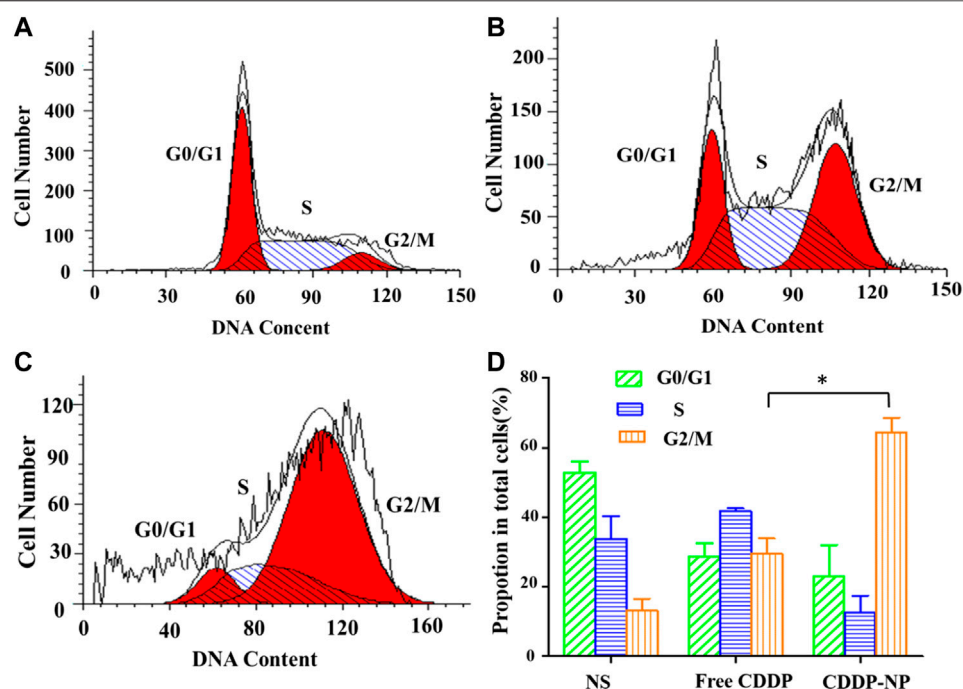 A
Cell Number
500
400
300
200
100
0
G0/G1
S
G2/M
0 30 60 90 120 150
DNA Concent
B
Cell Number
200
150
100
50
0
G0/G1
S
G2/M
0 30 60 90 120 150
DNA Content
C
Cell Number
120
90
60
30
0
G0/G1
S
G2/M
0 40 80 120 160
DNA Content
D
Propotion in total cells(%)
80
60
40
20
0
G0/G1
S
G2/M
*
NS Free CDDP CDDP-NP